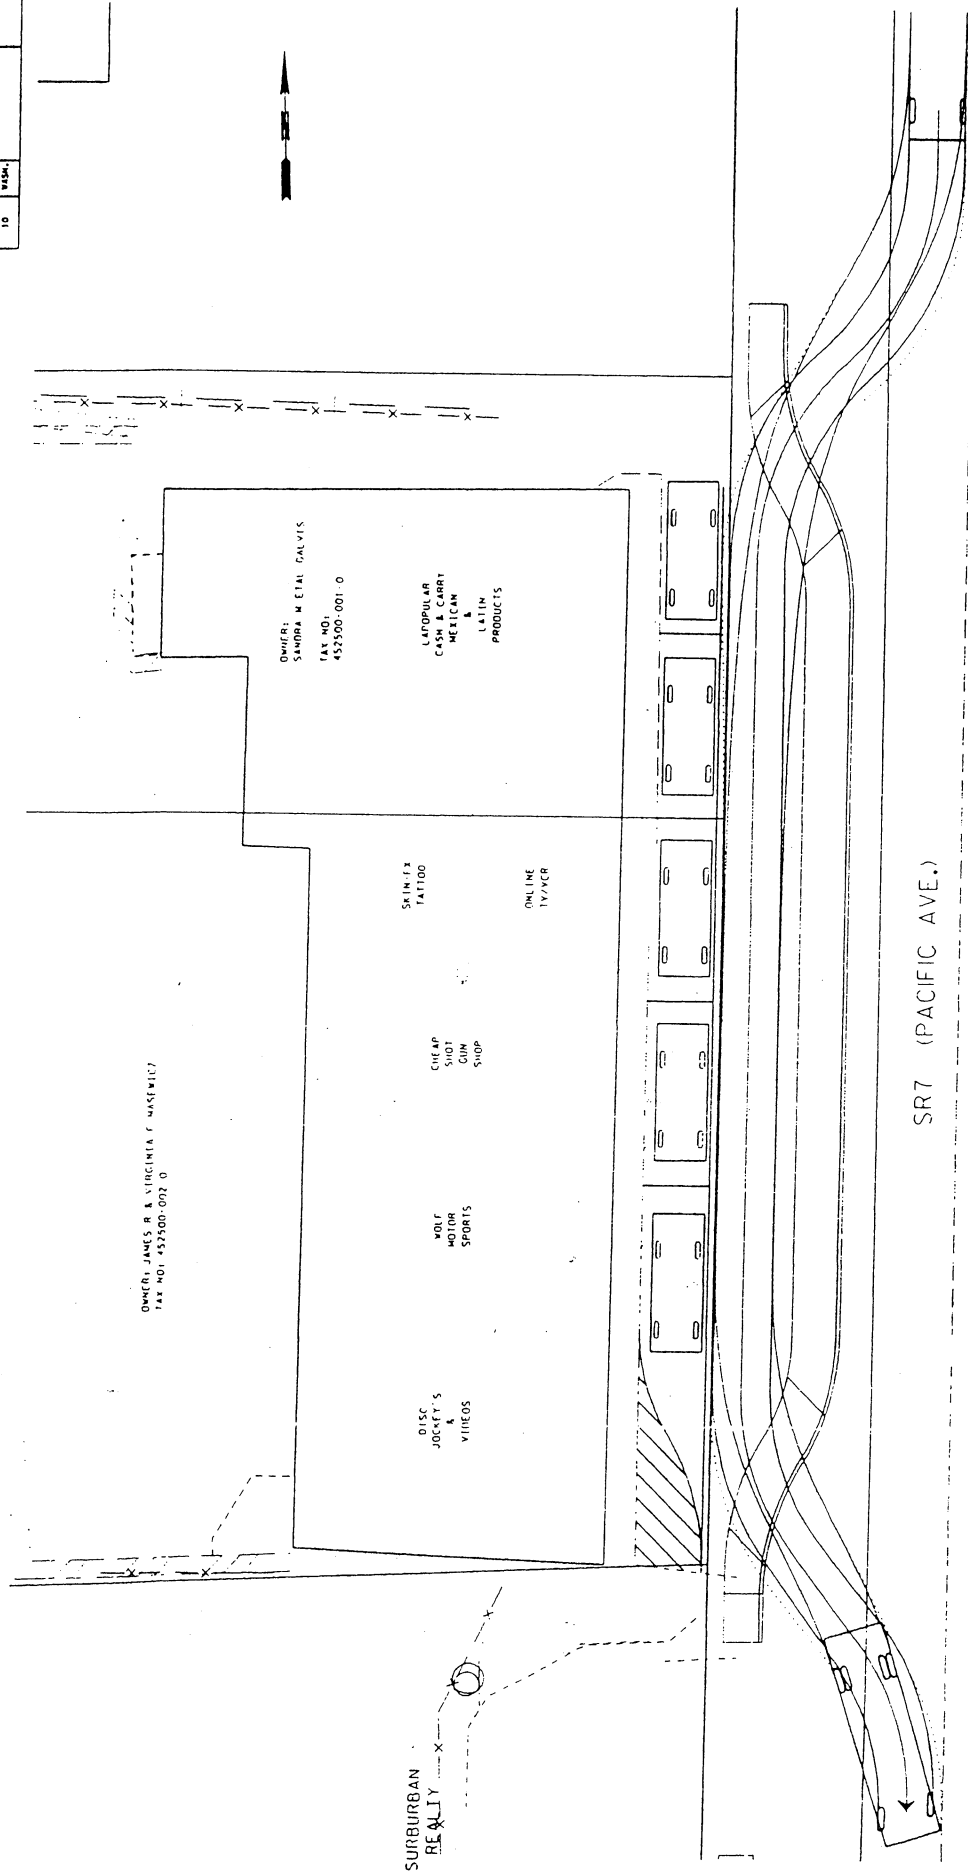 10
WASH.
OWNER:
SANDRA M ETAL GALVIS
TAX NO:
452500-001-0
LAPOPULAR
CASH & CARRY
MEXICAN
&
LATIN
PRODUCTS
SKIN-FX
TATTOO
ONLINE
TV/VCR
CHEAP
SHOT
GUN
SHOP
OWNER: JAMES R & VIRGINIA F MASEWICZ
TAX NO: 452500-002 0
WOLF
MOTOR
SPORTS
DISC
JOCKEY'S
&
VIDEOS
SR7 (PACIFIC AVE.)
SURBURBAN
REALTY